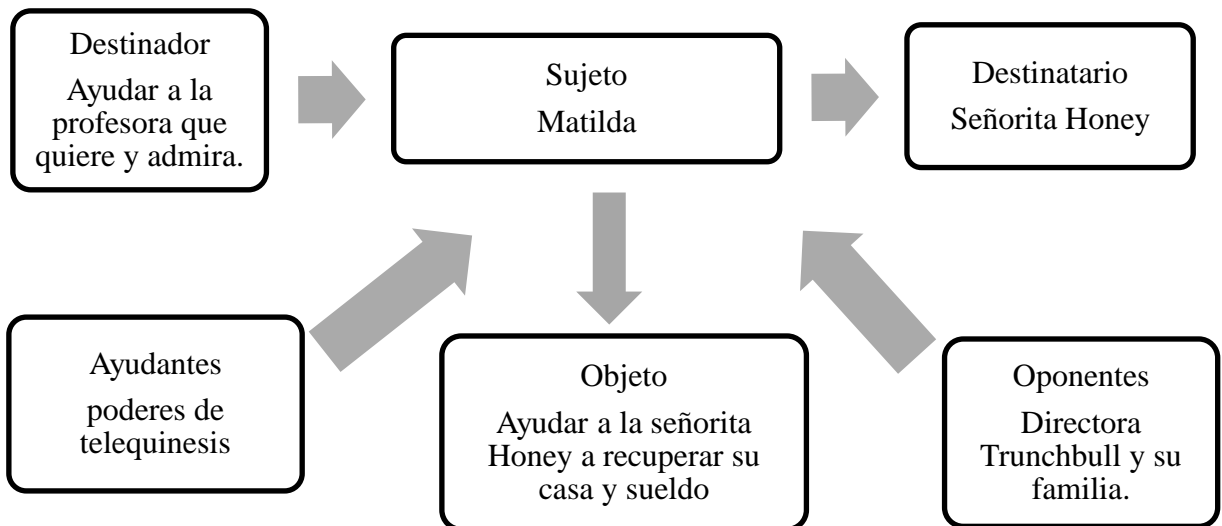 Destinador
Ayudar a la
profesora que
quiere y admira.
Sujeto
Matilda
Destinatario
Señorita Honey
Ayudantes
poderes de
telequinesis
Objeto
Ayudar a la señorita
Honey a recuperar su
casa y sueldo
Oponentes
Directora
Trunchbull y su
familia.